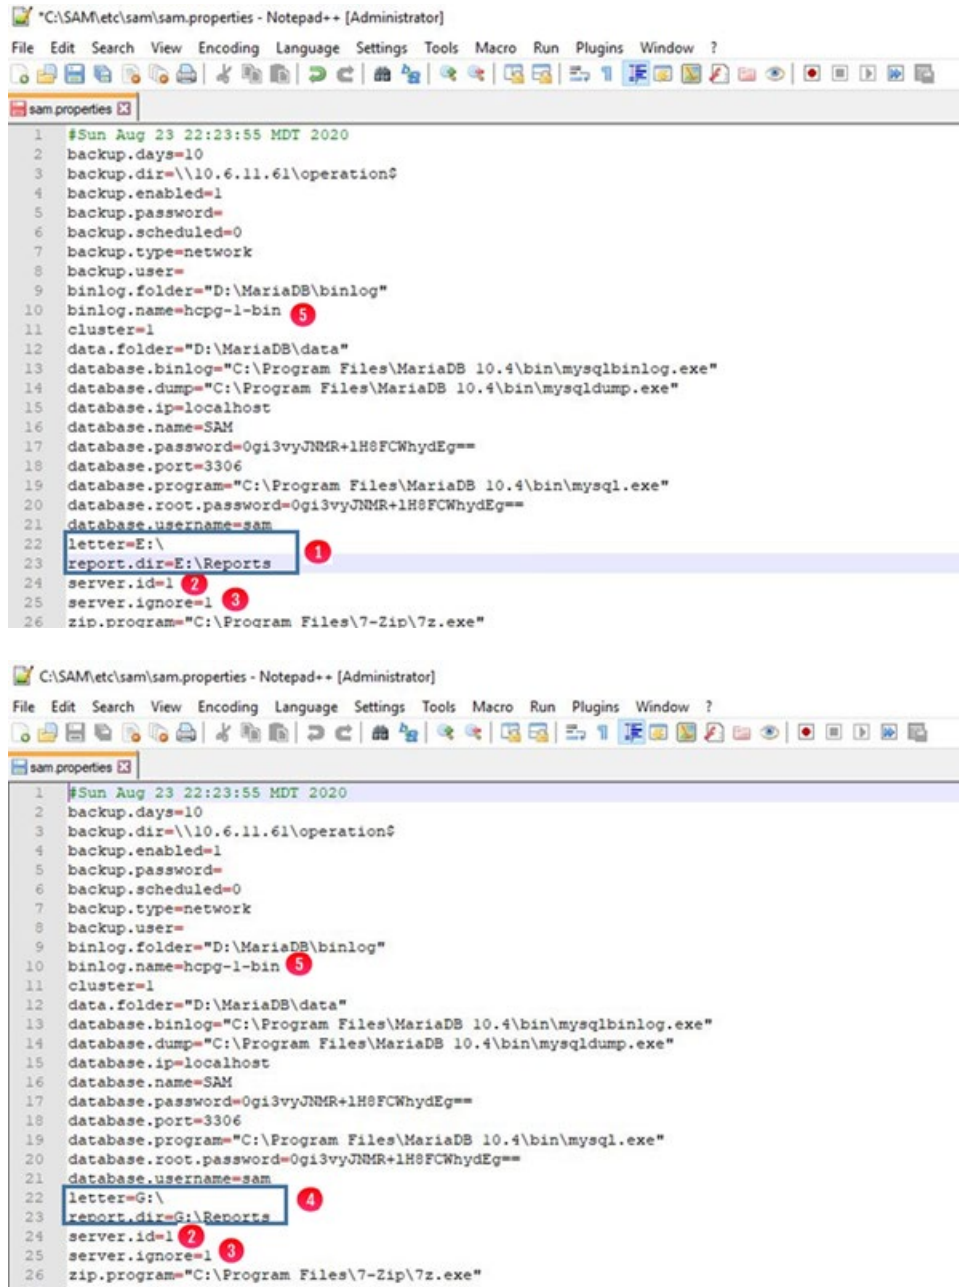 *C:\SAM\etc\sam\sam.properties - Notepad++ [Administrator]
File Edit Search View Encoding Language Settings Tools Macro Run Plugins Window ?
sam.properties
1 #Sun Aug 23 22:23:55 MDT 2020
2 backup.days=10
3 backup.dir=\\10.6.11.61\operation$
4 backup.enabled=1
5 backup.password=
6 backup.scheduled=0
7 backup.type=network
8 backup.user=
9 binlog.folder="D:\MariaDB\binlog"
10 binlog.name=hcpg-1-bin 5
11 cluster=1
12 data.folder="D:\MariaDB\data"
13 database.binlog="C:\Program Files\MariaDB 10.4\bin\mysqlbinlog.exe"
14 database.dump="C:\Program Files\MariaDB 10.4\bin\mysqldump.exe"
15 database.ip=localhost
16 database.name=SAM
17 database.password=0gi3vyJNMR+1H8FCWhydEg==
18 database.port=3306
19 database.program="C:\Program Files\MariaDB 10.4\bin\mysql.exe"
20 database.root.password=0gi3vyJNMR+1H8FCWhydEg==
21 database.username=sam
22 letter=E:\
1
23 report.dir=E:\Reports
24 server.id=1 2
25 server.ignore=1 3
26 zip.program="C:\Program Files\7-Zip\7z.exe"
C:\SAM\etc\sam\sam.properties - Notepad++ [Administrator]
File Edit Search View Encoding Language Settings Tools Macro Run Plugins Window ?
sam.properties
1 #Sun Aug 23 22:23:55 MDT 2020
2 backup.days=10
3 backup.dir=\\10.6.11.61\operation$
4 backup.enabled=1
5 backup.password=
6 backup.scheduled=0
7 backup.type=network
8 backup.user=
9 binlog.folder="D:\MariaDB\binlog"
10 binlog.name=hcpg-1-bin 5
11 cluster=1
12 data.folder="D:\MariaDB\data"
13 database.binlog="C:\Program Files\MariaDB 10.4\bin\mysqlbinlog.exe"
14 database.dump="C:\Program Files\MariaDB 10.4\bin\mysqldump.exe"
15 database.ip=localhost
16 database.name=SAM
17 database.password=0gi3vyJNMR+1H8FCWhydEg==
18 database.port=3306
19 database.program="C:\Program Files\MariaDB 10.4\bin\mysql.exe"
20 database.root.password=0gi3vyJNMR+1H8FCWhydEg==
21 database.username=sam
22 letter=G:\ 4
23 report.dir=G:\Reports
24 server.id=1 2
25 server.ignore=1 3
26 zip.program="C:\Program Files\7-Zip\7z.exe"